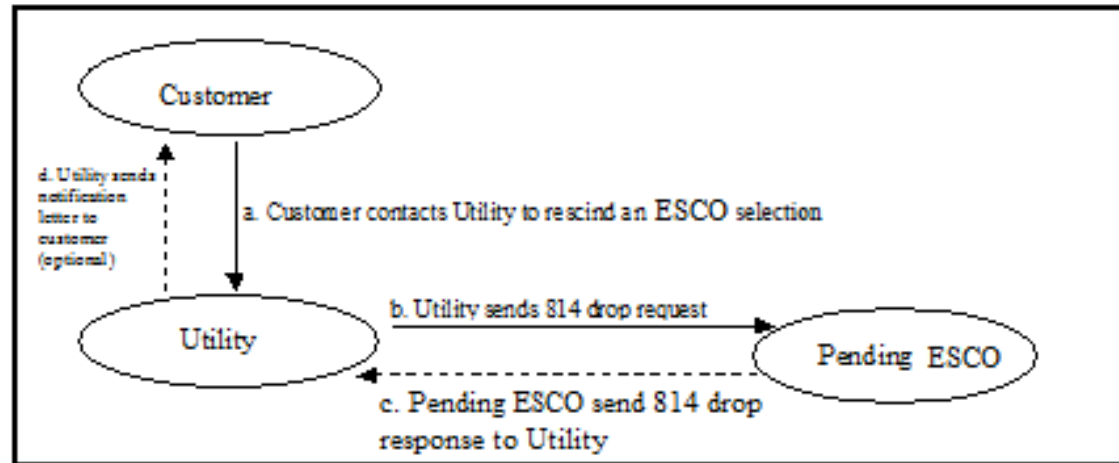 Customer
d. Utility sends
notification
letter to
customer
(optional)
a. Customer contacts Utility to rescind an ESCO selection
b. Utility sends 814 drop request
Utility
Pending ESCO
c. Pending ESCO send 814 drop
response to Utility